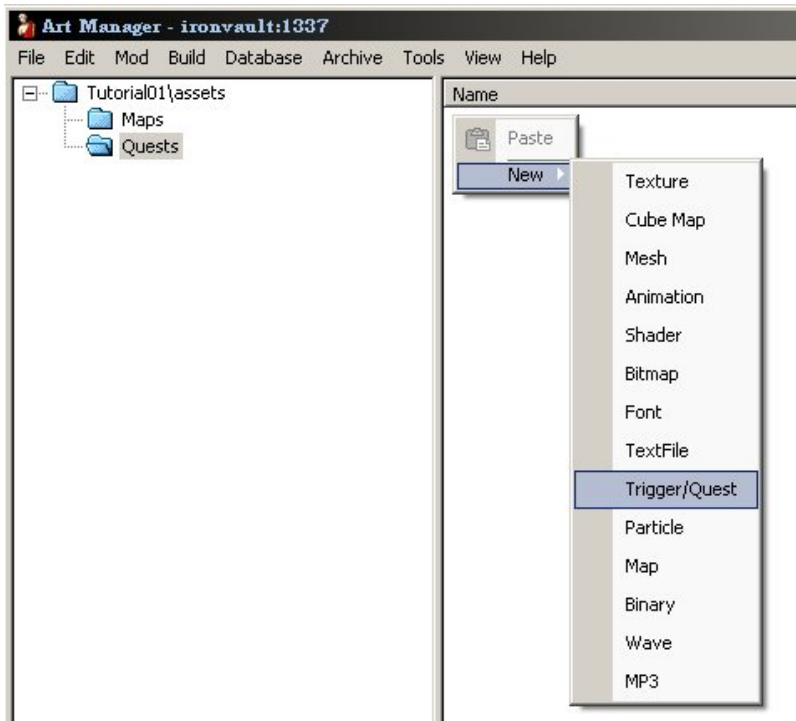 Art Manager - ironvault:1337
File Edit Mod Build Database Archive Tools View Help
Tutorial01\assets
Maps
Quests
Name
Paste
New
Texture
Cube Map
Mesh
Animation
Shader
Bitmap
Font
TextFile
Trigger/Quest
Particle
Map
Binary
Wave
MP3